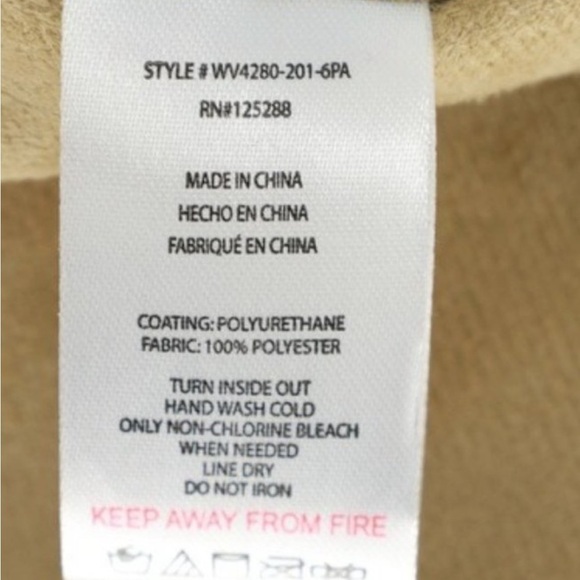 STYLE # WV4280-201-6PA
RN#125288
MADE IN CHINA
HECHO EN CHINA
FABRIQUÉ EN CHINA
COATING: POLYURETHANE
FABRIC: 100% POLYESTER
TURN INSIDE OUT
HAND WASH COLD
ONLY NON-CHLORINE BLEACH
WHEN NEEDED
LINE DRY
DO NOT IRON
KEEP AWAY FROM FIRE